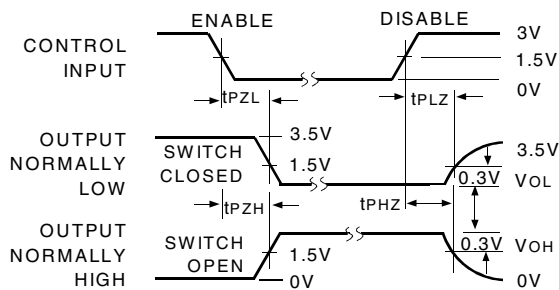 ENABLE
DISABLE
CONTROL
INPUT
3V
1.5V
0V
tPZL
tPLZ
OUTPUT
NORMALLY
LOW
SWITCH
CLOSED
3.5V
1.5V
3.5V
0.3V
VOL
tPZH
tPHZ
OUTPUT
NORMALLY
HIGH
SWITCH
OPEN
1.5V
0V
0.3V
VOH
0V